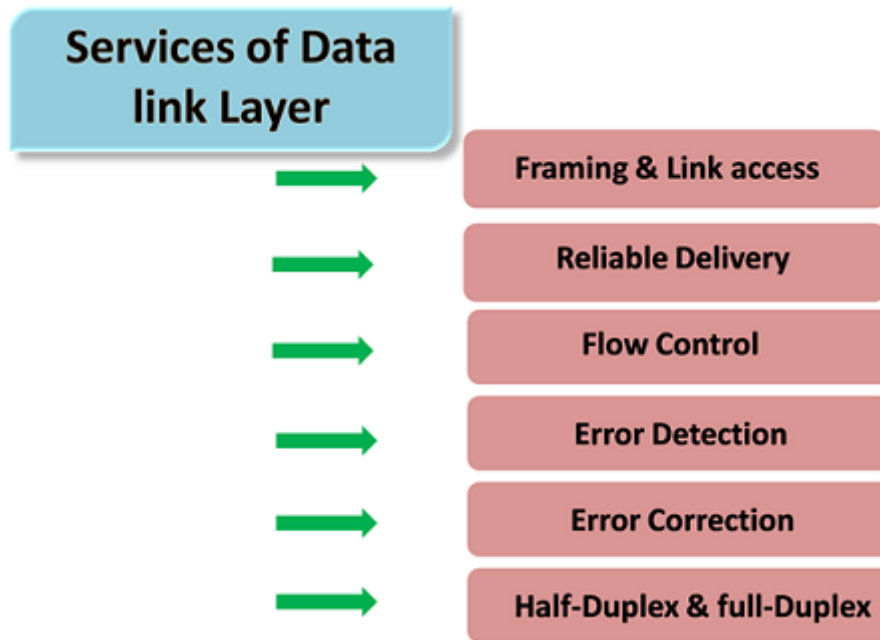 Services of Data
link Layer
Framing & Link access
Reliable Delivery
Flow Control
Error Detection
Error Correction
Half-Duplex & full-Duplex